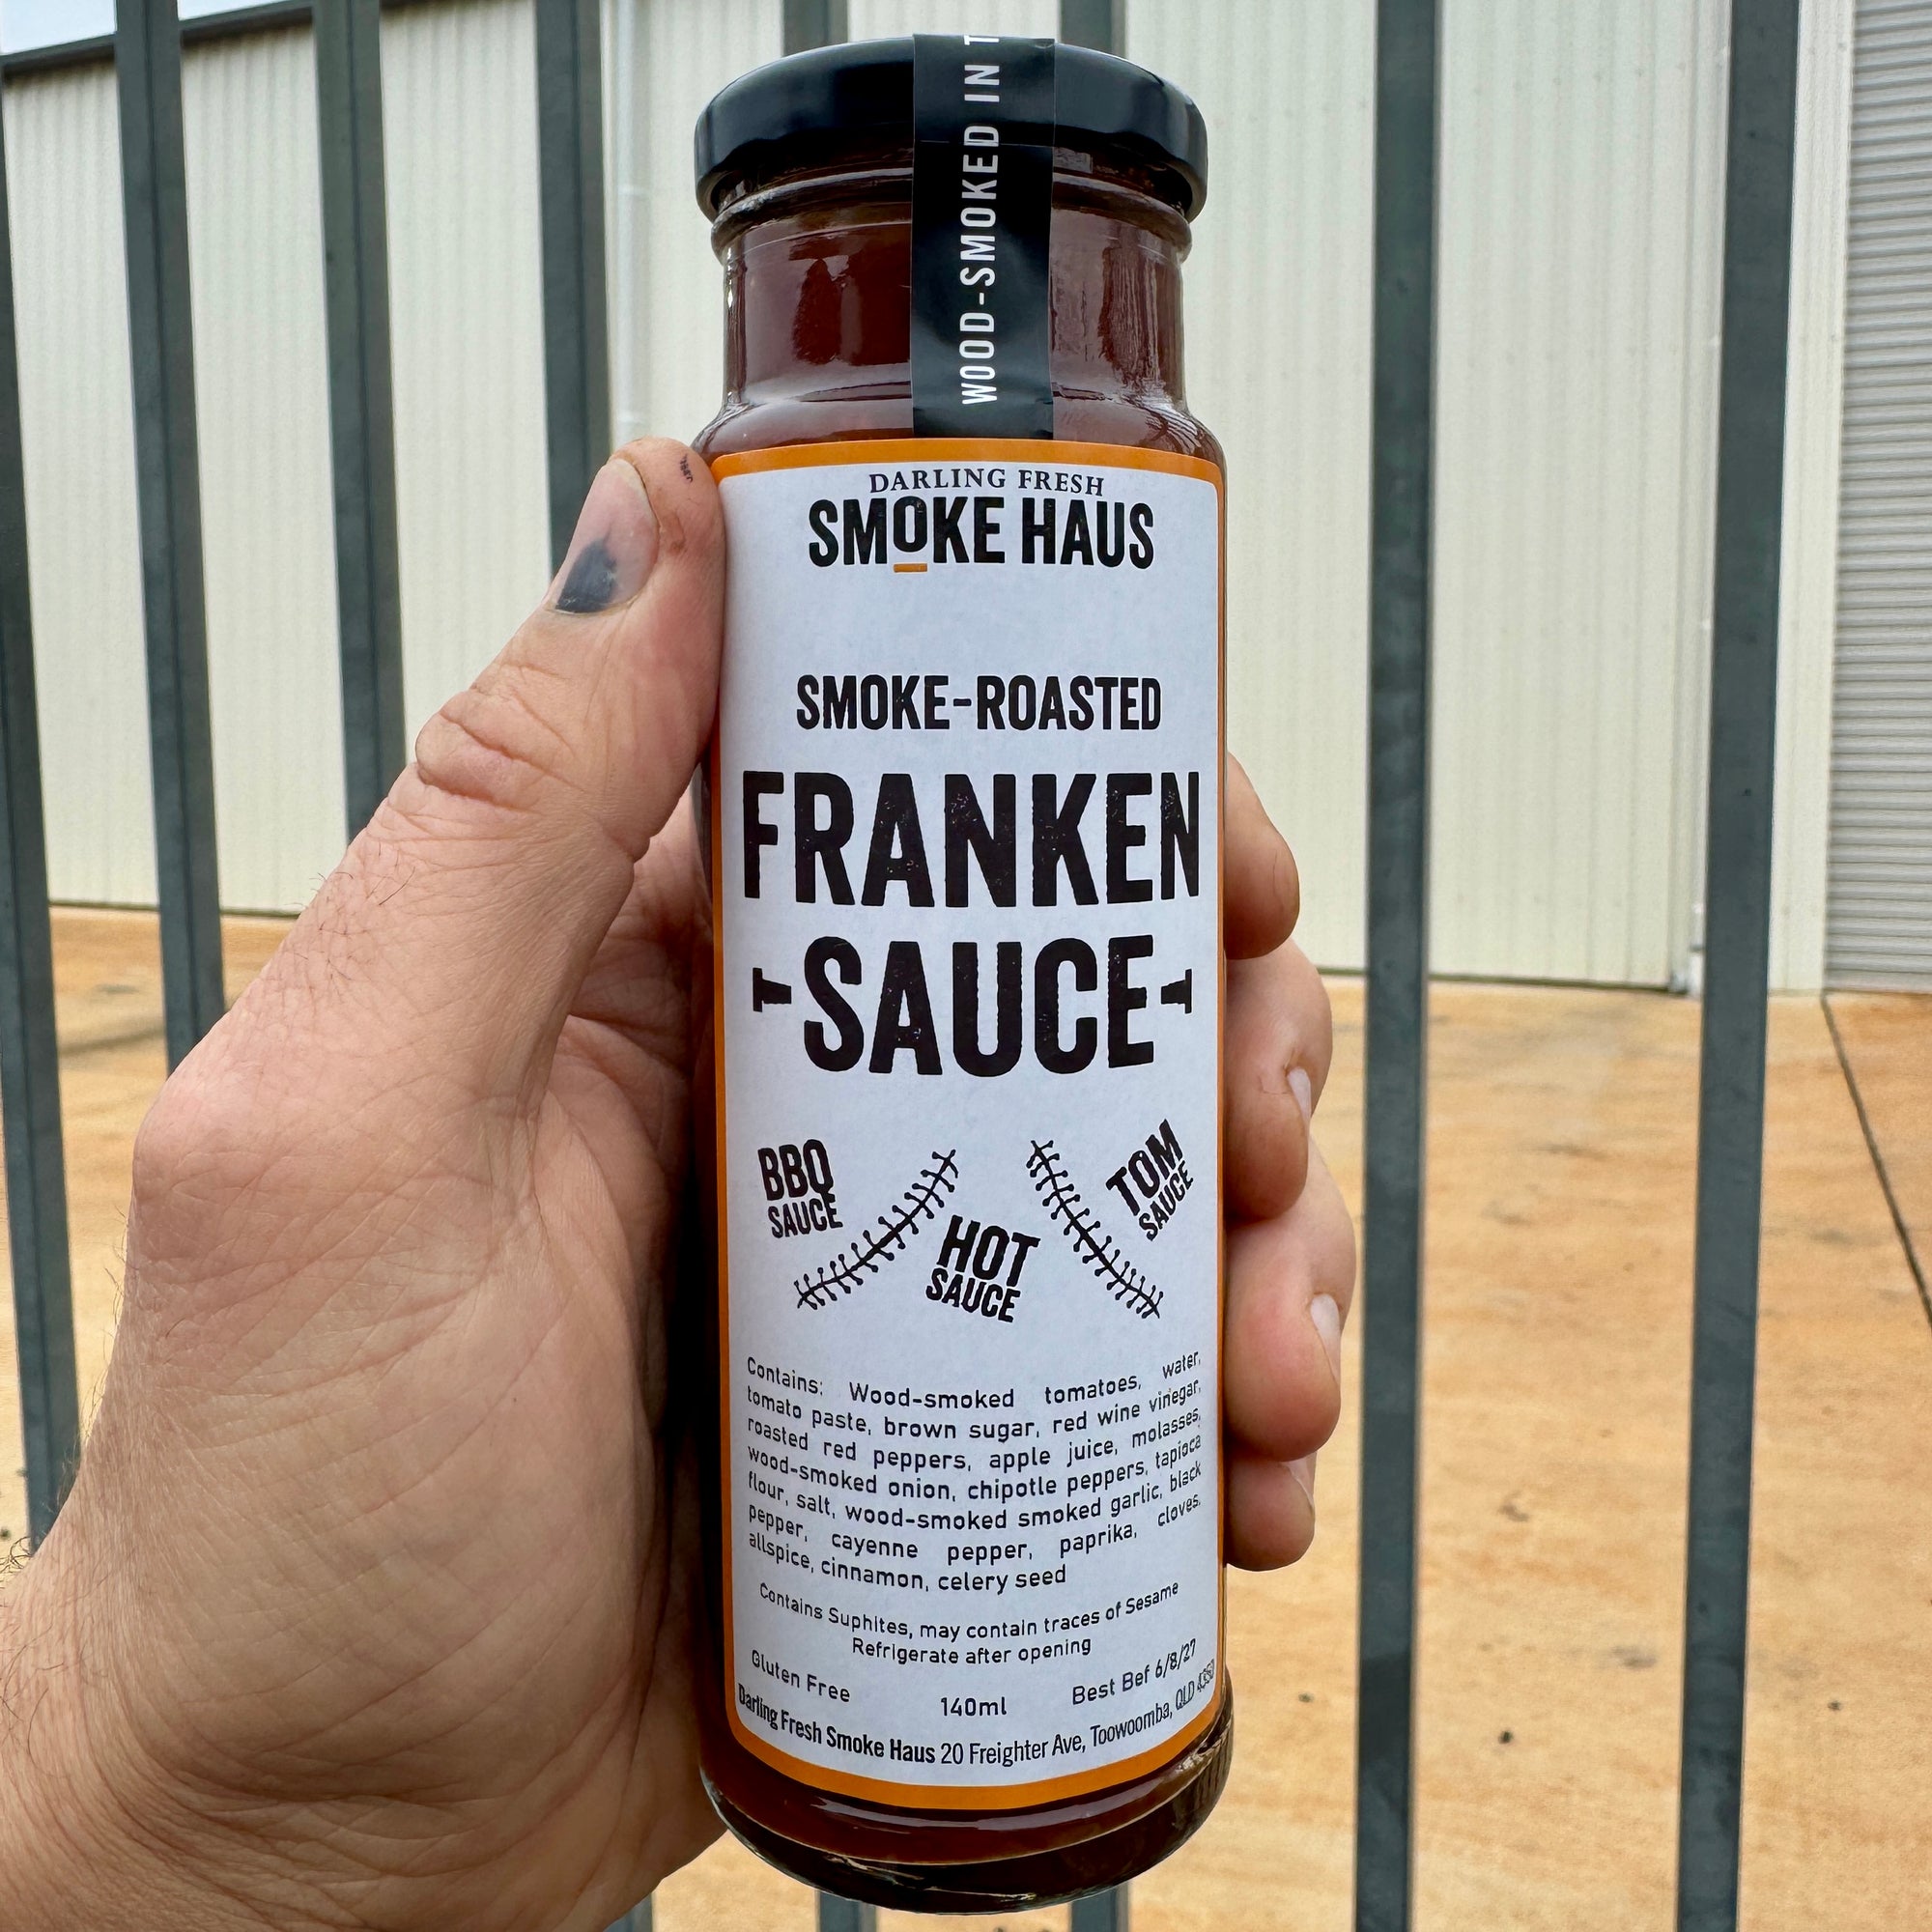 WOOD-SMOKED IN T
DARLING FRESH
SMOKE HAUS
SMOKE-ROASTED
FRANKEN
SAUCE
BBQ
SAUCE
HOT
SAUCE
TOM
SAUCE
Contains: Wood-smoked tomatoes, water,
tomato paste, brown sugar, red wine vinegar,
roasted red peppers, apple juice, molasses,
wood-smoked onion, chipotle peppers, tapioca
flour, salt, wood-smoked smoked garlic, black
pepper, cayenne pepper, paprika, cloves,
allspice, cinnamon, celery seed
Contains Suphites, may contain traces of Sesame
Refrigerate after opening
Gluten Free 140ml Best Bef 6/8/27
Darling Fresh Smoke Haus 20 Freighter Ave, Toowoomba, QLD 4350